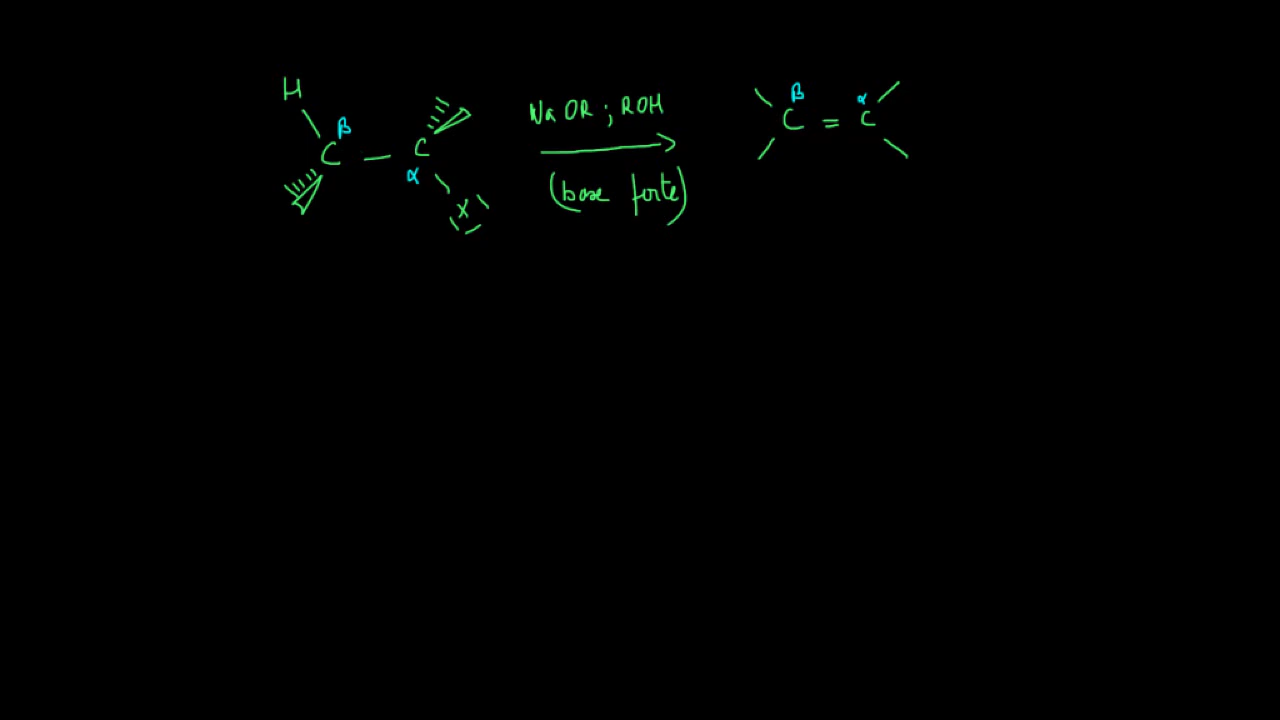 H
β
C — C
α
X
NaOR ; ROH
(base forte)
β α
C = C